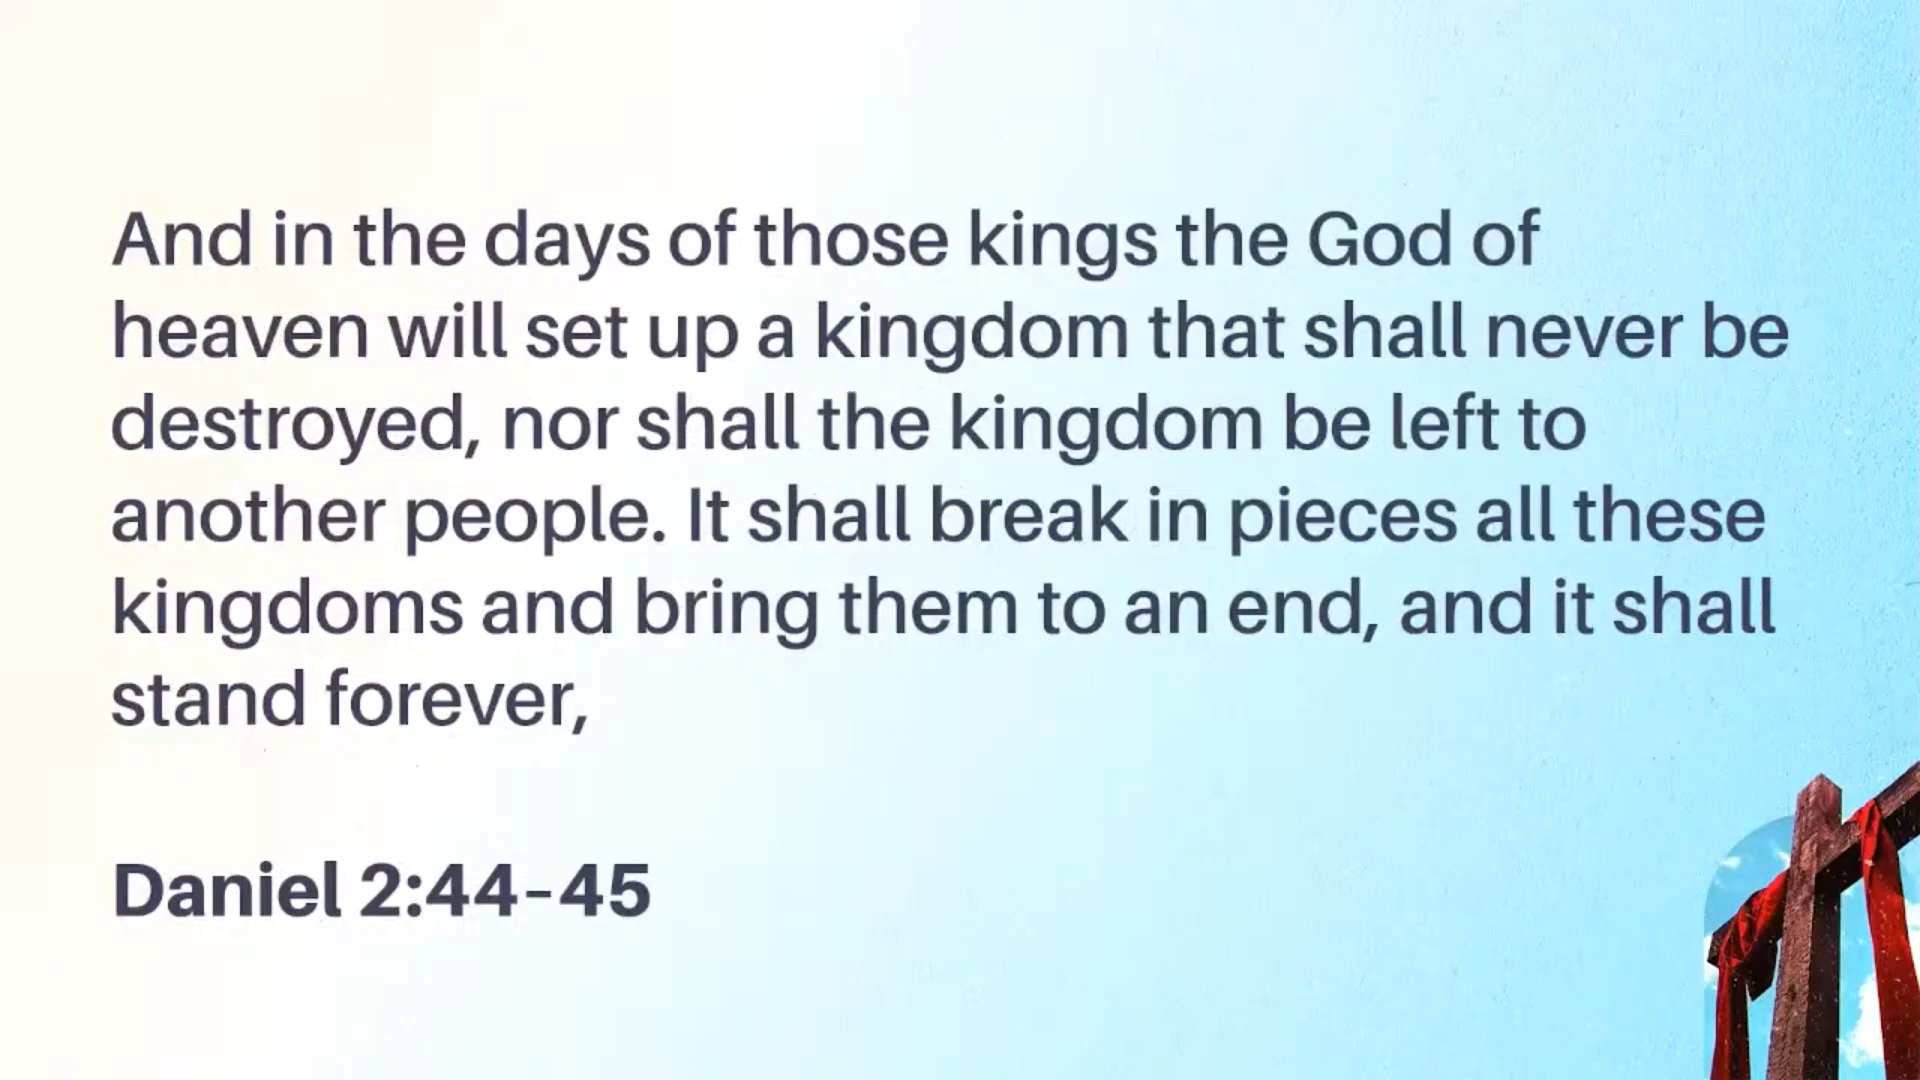 And in the days of those kings the God of
heaven will set up a kingdom that shall never be
destroyed, nor shall the kingdom be left to
another people. It shall break in pieces all these
kingdoms and bring them to an end, and it shall
stand forever,
Daniel 2:44–45